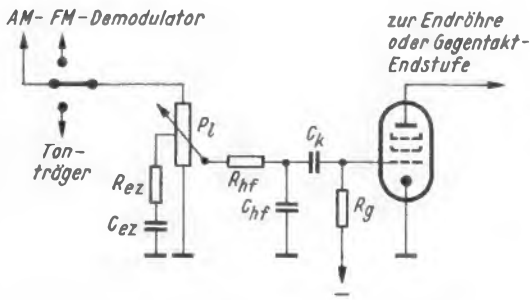 AM- FM-Demodulator
zur Endröhre
oder Gegentakt-
Endstufe
Ton-
träger
Pl
Rez
Cez
Rhf
Chf
Ck
Rg
–